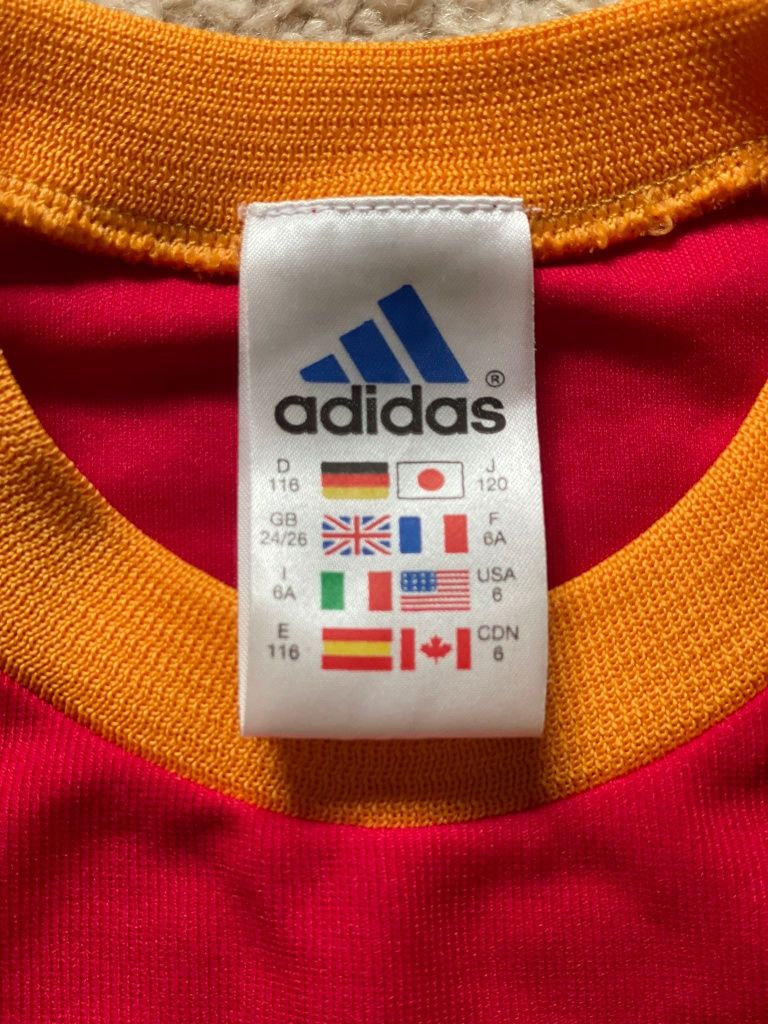 adidas®
D 116 J 120
GB 24/26 F 6A
I 6A USA 6
E 116 CDN 6